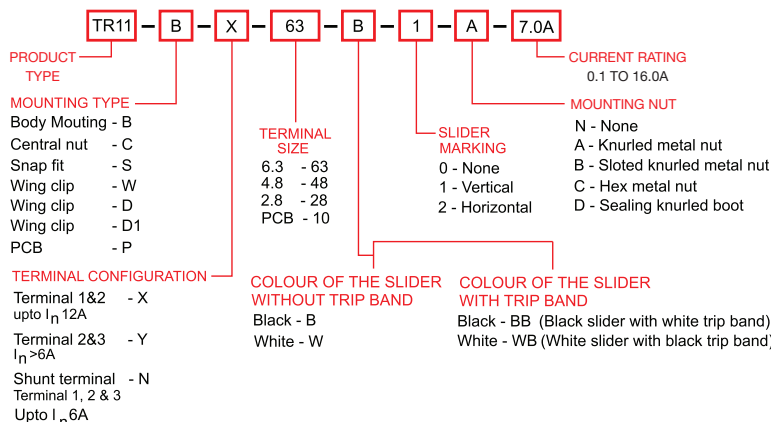 TR11 - B - X - 63 - B - 1 - A - 7.0A
PRODUCT
TYPE
CURRENT RATING
0.1 TO 16.0A
MOUNTING TYPE
Body Mouting - B
Central nut - C
Snap fit - S
Wing clip - W
Wing clip - D
Wing clip - D1
PCB - P
TERMINAL
SIZE
6.3 - 63
4.8 - 48
2.8 - 28
PCB - 10
SLIDER
MARKING
0 - None
1 - Vertical
2 - Horizontal
MOUNTING NUT
N - None
A - Knurled metal nut
B - Sloted knurled metal nut
C - Hex metal nut
D - Sealing knurled boot
TERMINAL CONFIGURATION
Terminal 1&2 - X
upto In 12A
Terminal 2&3 - Y
In >6A
Shunt terminal - N
Terminal 1, 2 & 3
Upto In 6A
COLOUR OF THE SLIDER
WITHOUT TRIP BAND
Black - B
White - W
COLOUR OF THE SLIDER
WITH TRIP BAND
Black - BB (Black slider with white trip band)
White - WB (White slider with black trip band)